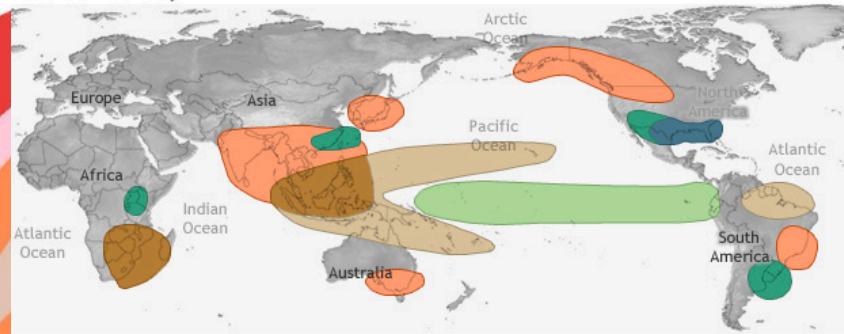 Arctic
Ocean
Europe
Asia
North
America
Pacific
Ocean
Atlantic
Ocean
Africa
Indian
Ocean
Atlantic
Ocean
South
America
Australia